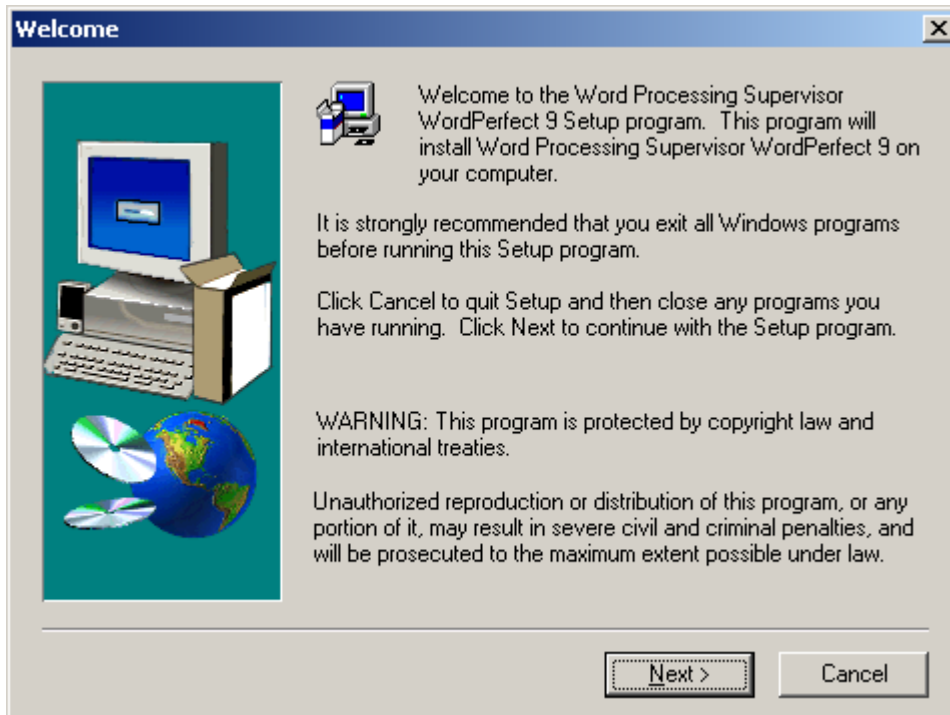 Welcome
Welcome to the Word Processing Supervisor
WordPerfect 9 Setup program.  This program will
install Word Processing Supervisor WordPerfect 9 on
your computer.
It is strongly recommended that you exit all Windows programs
before running this Setup program.
Click Cancel to quit Setup and then close any programs you
have running.  Click Next to continue with the Setup program.
WARNING: This program is protected by copyright law and
international treaties.
Unauthorized reproduction or distribution of this program, or any
portion of it, may result in severe civil and criminal penalties, and
will be prosecuted to the maximum extent possible under law.
Next >
Cancel